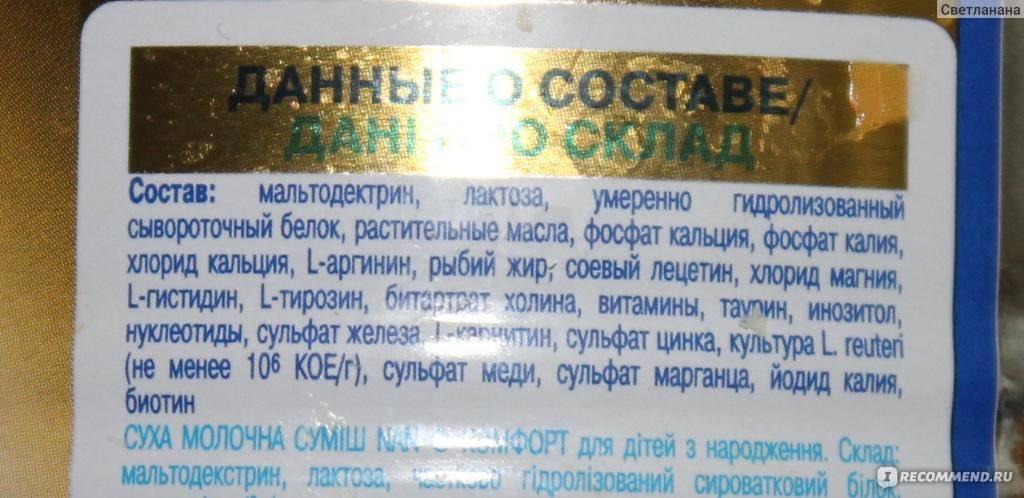 Светланана
ДАННЫЕ О СОСТАВЕ/
ДАНІ ПРО СКЛАД
Состав: мальтодектрин, лактоза, умеренно гидролизованный
сывороточный белок, растительные масла, фосфат кальция, фосфат калия,
хлорид кальция, L-аргинин, рыбий жир, соевый лецетин, хлорид магния,
L-гистидин, L-тирозин, битартрат холина, витамины, таурин, инозитол,
нуклеотиды, сульфат железа, L-карнитин, сульфат цинка, культура L. reuteri
(не менее 10⁶ КОЕ/г), сульфат меди, сульфат марганца, йодид калия,
биотин
СУХА МОЛОЧНА СУМІШ NAN КОМФОРТ для дітей з народження. Склад:
мальтодекстрин, лактоза, частково гідролізований сироватковий білок,
IRECOMMEND.RU